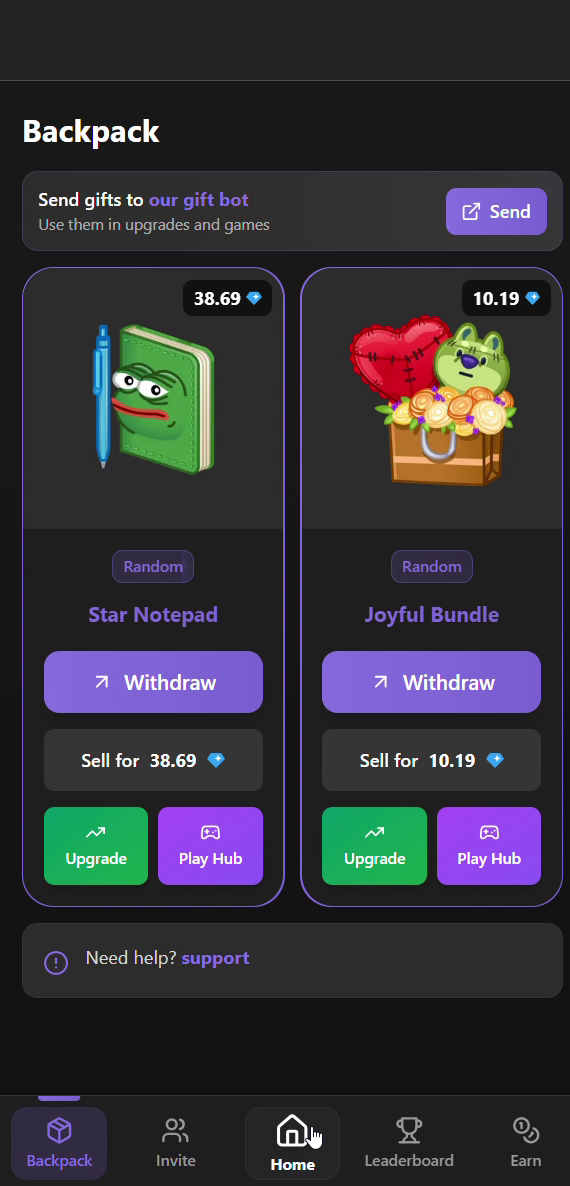 Backpack
Send gifts to our gift bot
Use them in upgrades and games
Send
38.69
Random
Star Notepad
Withdraw
Sell for 38.69
Upgrade
Play Hub
10.19
Random
Joyful Bundle
Withdraw
Sell for 10.19
Upgrade
Play Hub
Need help? support
Backpack
Invite
Home
Leaderboard
Earn